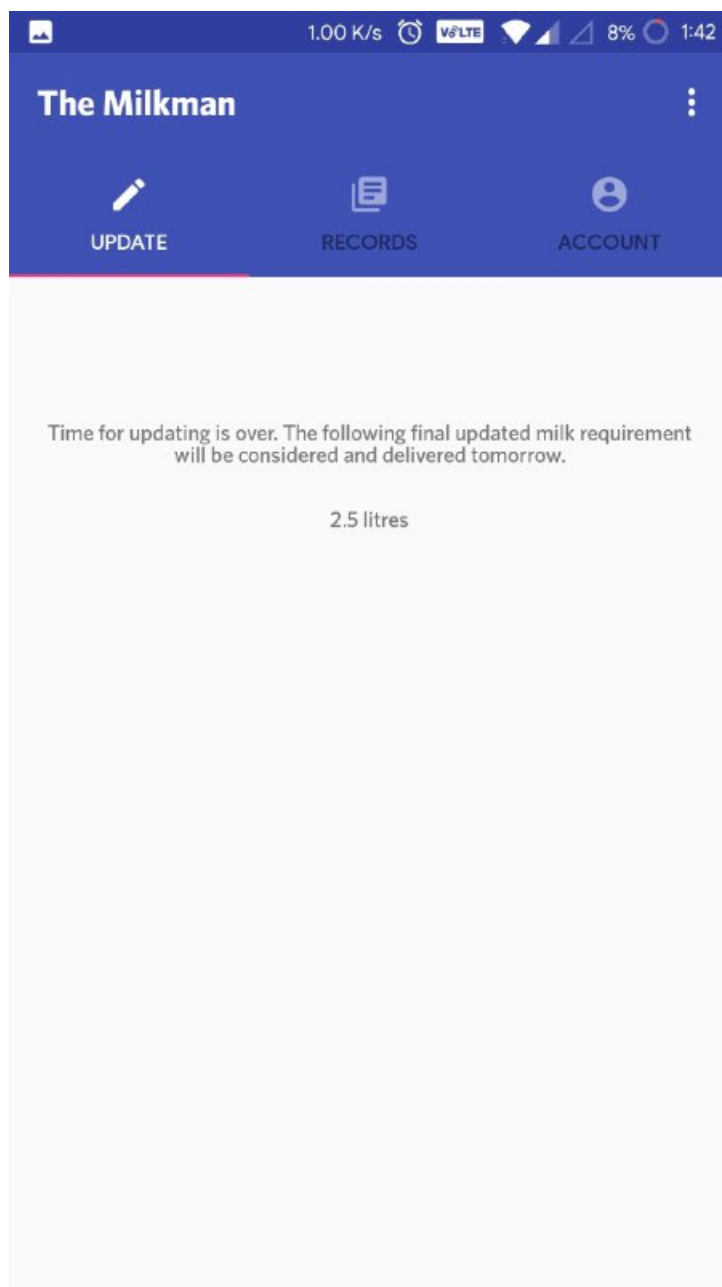 1.00 K/s VoLTE 8% 1:42
The Milkman
UPDATE RECORDS ACCOUNT
Time for updating is over. The following final updated milk requirement
will be considered and delivered tomorrow.
2.5 litres